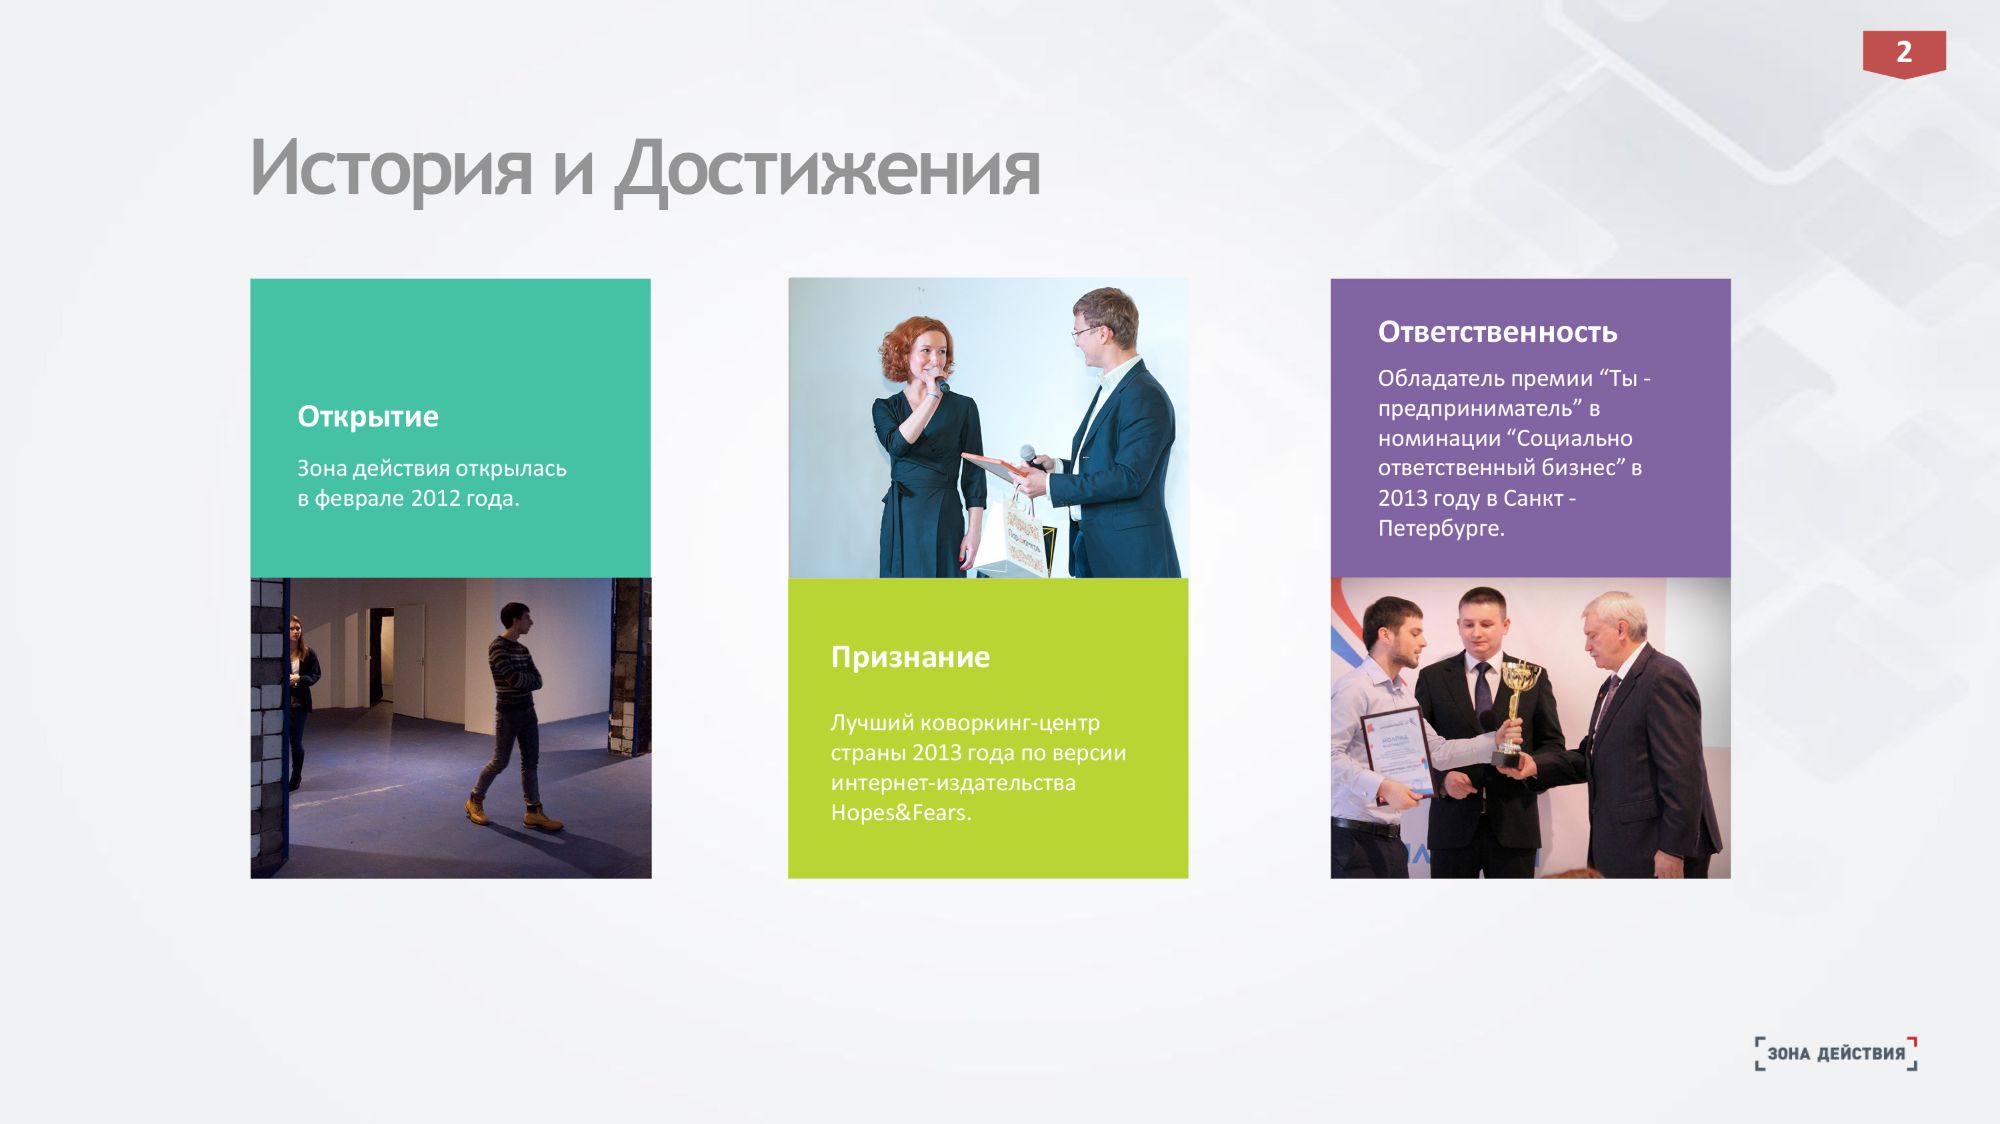 2
История и Достижения
Открытие
Зона действия открылась
в феврале 2012 года.
Признание
Лучший коворкинг-центр
страны 2013 года по версии
интернет-издательства
Hopes&Fears.
Ответственность
Обладатель премии “Ты -
предприниматель” в
номинации “Социально
ответственный бизнес” в
2013 году в Санкт -
Петербурге.
ЗОНА ДЕЙСТВИЯ